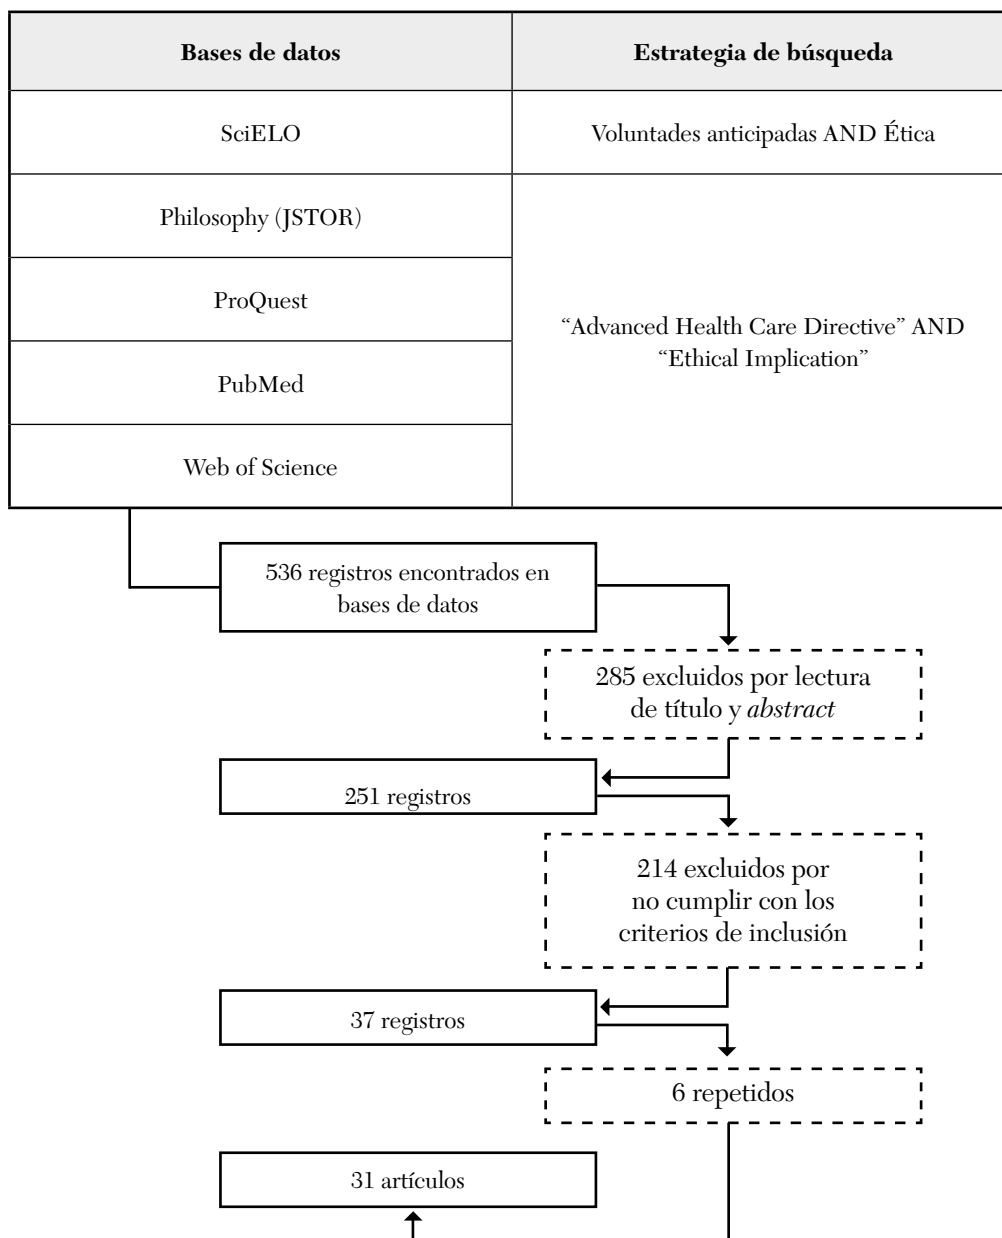 Bases de datos
Estrategia de búsqueda
SciELO
Voluntades anticipadas AND Ética
Philosophy (JSTOR)
ProQuest
PubMed
Web of Science
“Advanced Health Care Directive” AND
“Ethical Implication”
536 registros encontrados en
bases de datos
285 excluidos por lectura
de título y abstract
251 registros
214 excluidos por
no cumplir con los
criterios de inclusión
37 registros
6 repetidos
31 artículos